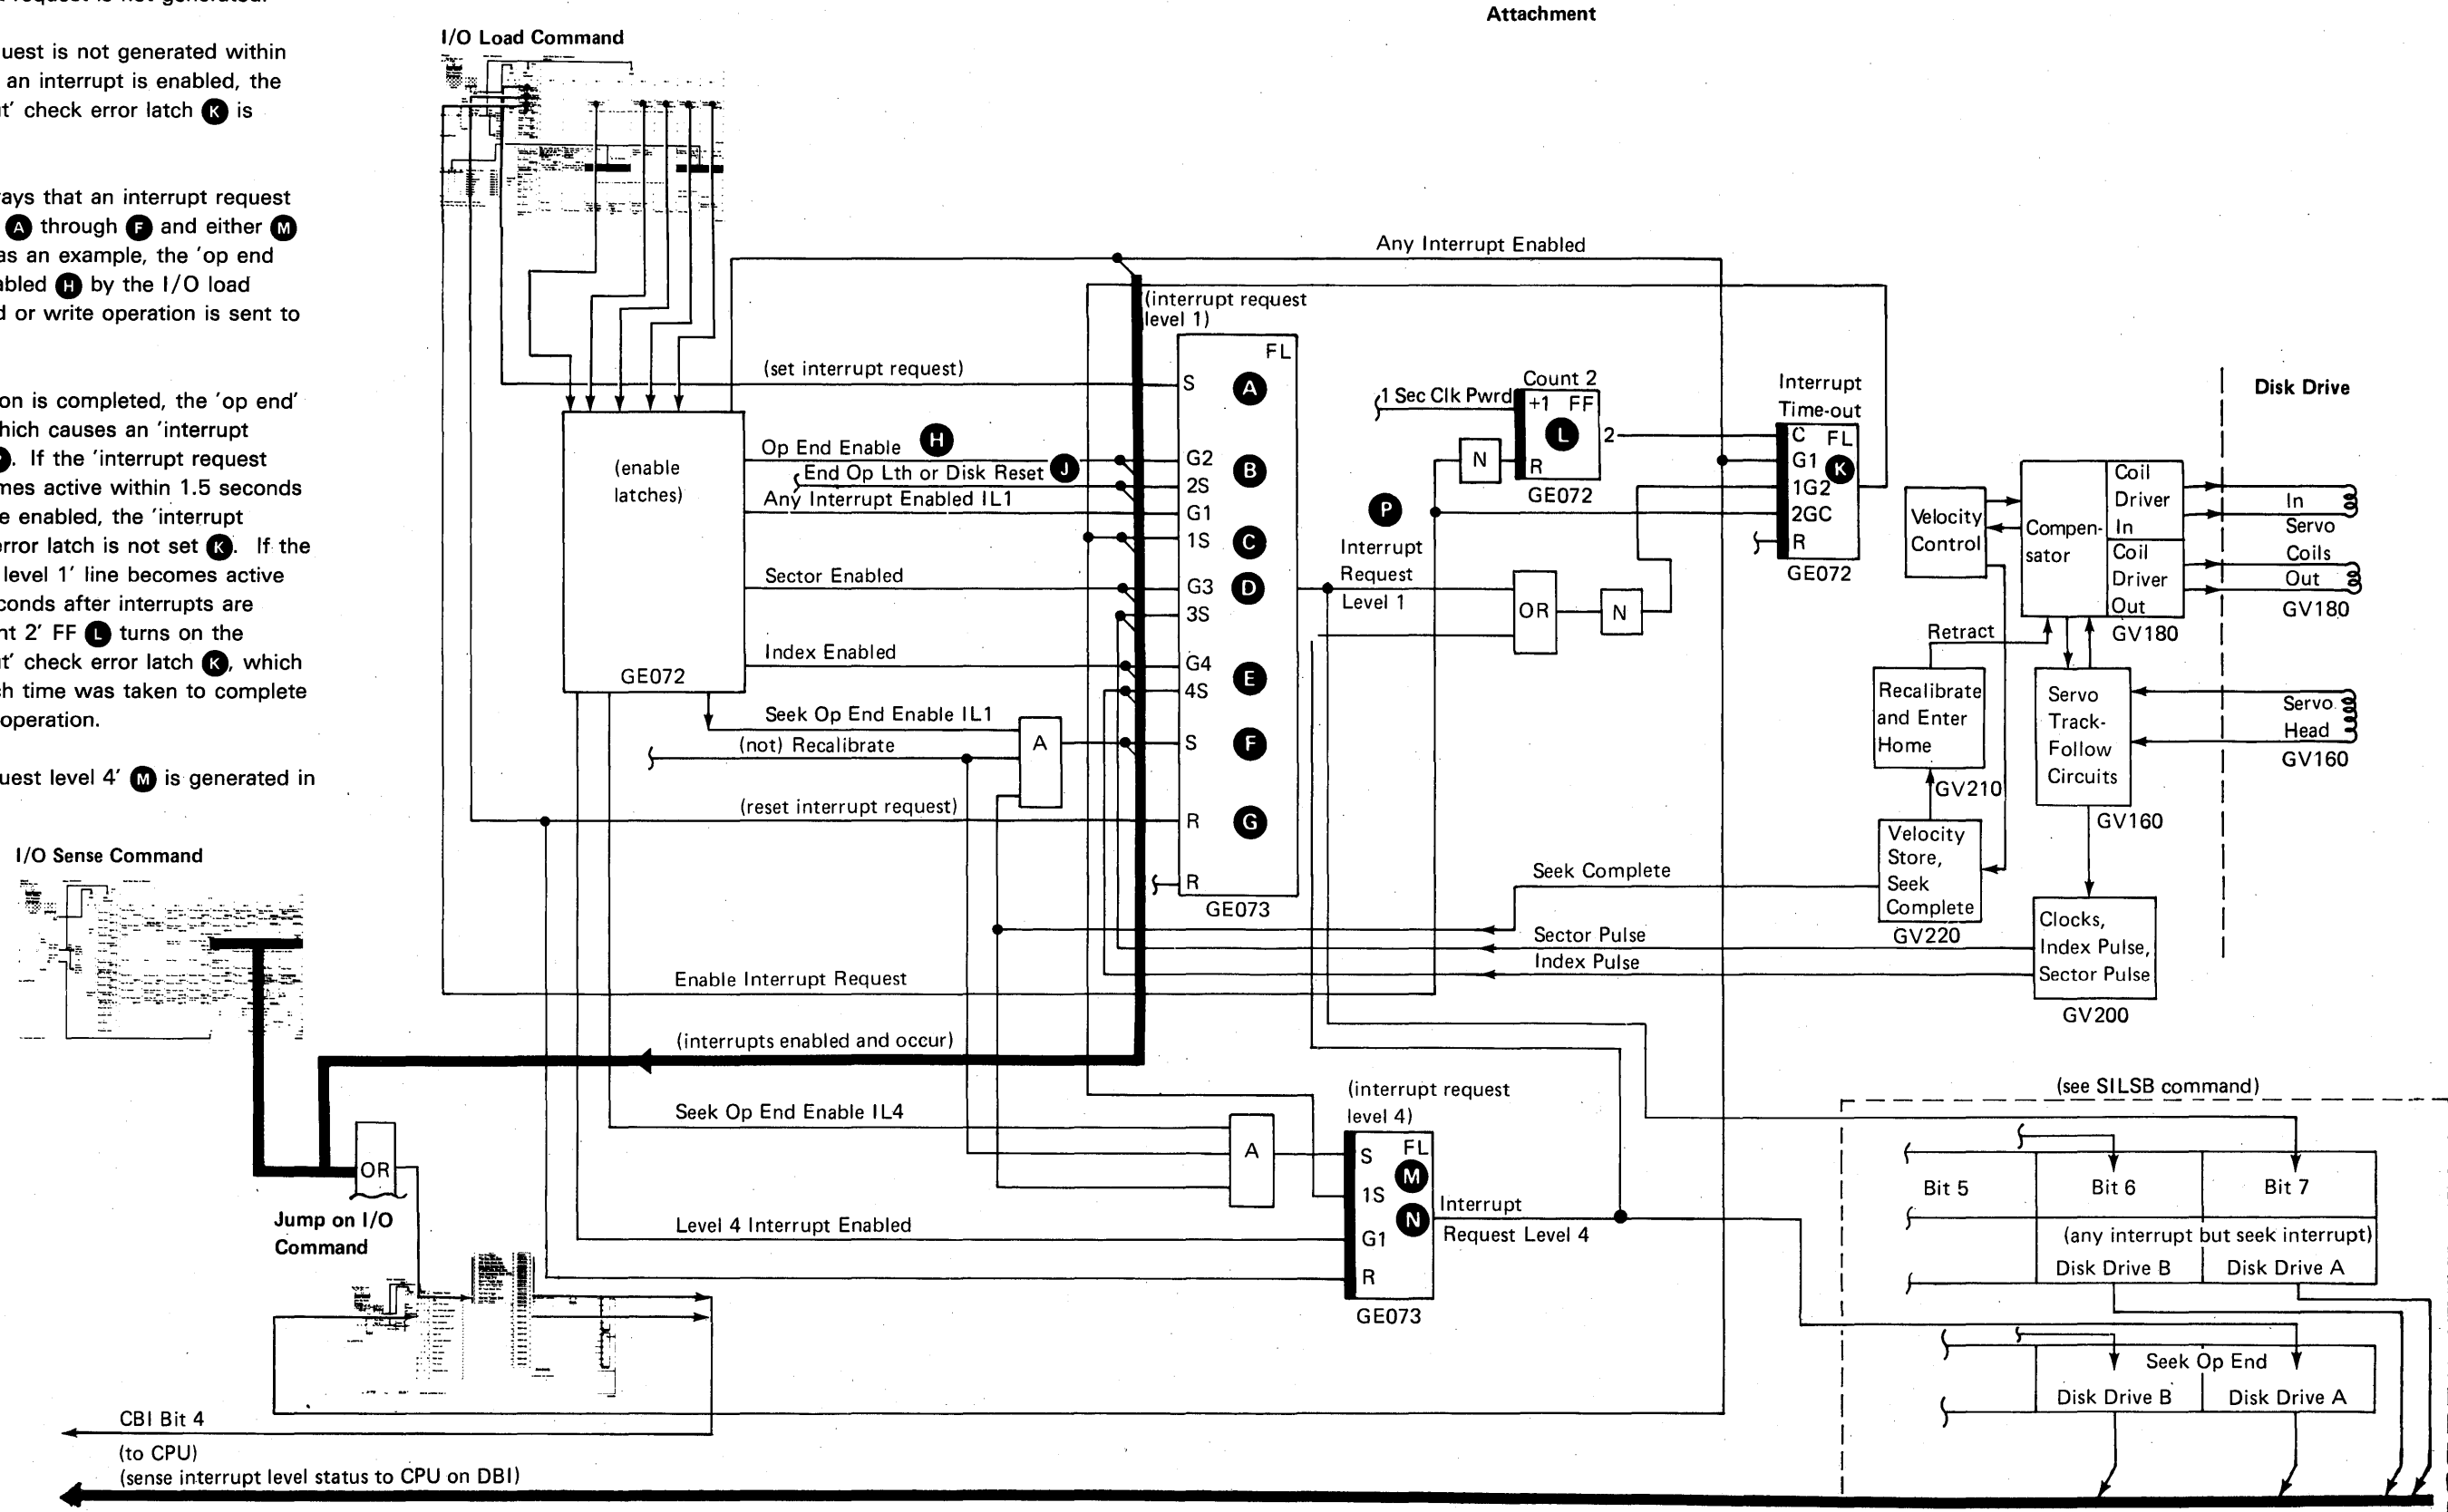 request is not generated.
uest is not generated within
an interrupt is enabled, the
ut' check error latch K is
ays that an interrupt request
A through F and either M
as an example, the 'op end
abled H by the I/O load
d or write operation is sent to
on is completed, the 'op end'
hich causes an 'interrupt
P. If the 'interrupt request
mes active within 1.5 seconds
e enabled, the 'interrupt
error latch is not set K. If the
level 1' line becomes active
conds after interrupts are
nt 2' FF L turns on the
ut' check error latch K, which
ch time was taken to complete
operation.
quest level 4' M is generated in
Attachment
I/O Load Command
Any Interrupt Enabled
(interrupt request
level 1)
FL
(set interrupt request)
S
A
1 Sec Clk Pwrd
Count 2
+1 FF
L
2
R
GE072
N
Interrupt
Time-out
C FL
G1
K
1G2
2GC
R
GE072
Disk Drive
(enable
latches)
GE072
Op End Enable H
End Op Lth or Disk Reset J
Any Interrupt Enabled IL1
G2
B
2S
G1
1S
C
Sector Enabled
G3
D
3S
Index Enabled
G4
E
4S
Seek Op End Enable IL1
(not) Recalibrate
A
S
F
(reset interrupt request)
R
G
R
GE073
P
Interrupt
Request
Level 1
OR
N
Velocity
Control
Compen-
sator
Coil
Driver
In
Coil
Driver
Out
GV180
In
Servo
Coils
Out
GV180
Retract
Recalibrate
and Enter
Home
GV210
Servo
Track-
Follow
Circuits
GV160
Servo
Head
GV160
Velocity
Store,
Seek
Complete
GV220
Clocks,
Index Pulse,
Sector Pulse
GV200
Seek Complete
Sector Pulse
Index Pulse
I/O Sense Command
Enable Interrupt Request
(interrupts enabled and occur)
OR
Jump on I/O
Command
Seek Op End Enable IL4
A
(interrupt request
level 4)
S FL
M
1S
N
G1
R
GE073
Level 4 Interrupt Enabled
Interrupt
Request Level 4
(see SILSB command)
Bit 5
Bit 6
Bit 7
(any interrupt but seek interrupt)
Disk Drive B
Disk Drive A
Seek Op End
Disk Drive B
Disk Drive A
CBI Bit 4
(to CPU)
(sense interrupt level status to CPU on DBI)